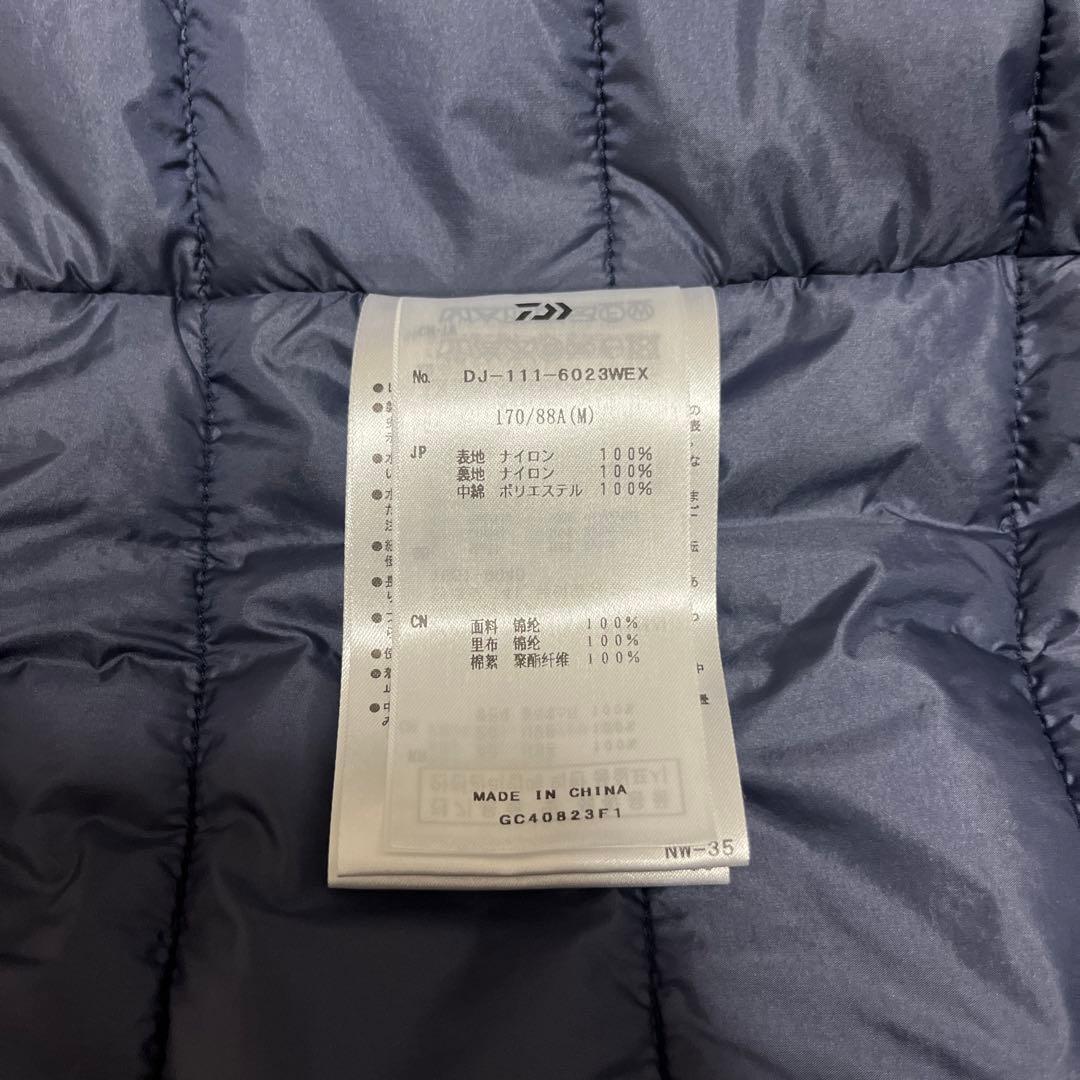 No. DJ-111-6023WEX
170/88A(M)
JP 表地 ナイロン 100%
裏地 ナイロン 100%
中綿 ポリエステル 100%
CN 面料 锦纶 100%
里布 锦纶 100%
棉絮 聚酯纤维 100%
MADE IN CHINA
GC40823F1
NW-35